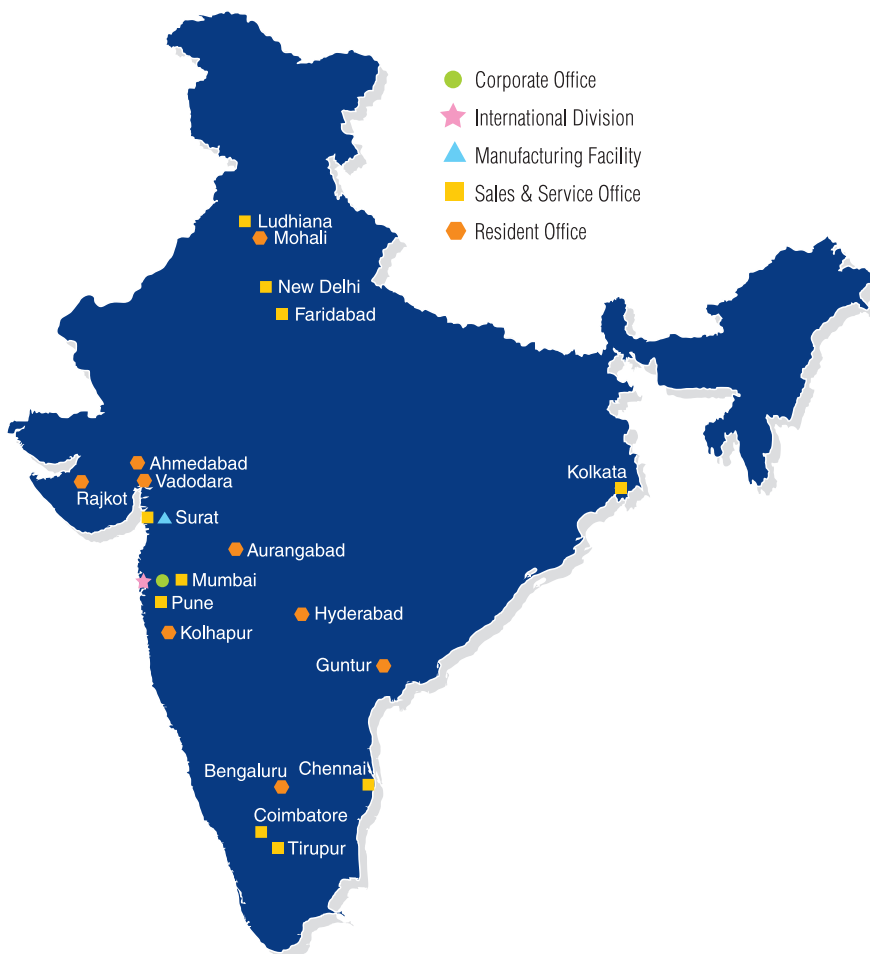 Corporate Office
International Division
Manufacturing Facility
Sales & Service Office
Resident Office
Ludhiana
Mohali
New Delhi
Faridabad
Ahmedabad
Vadodara
Rajkot
Kolkata
Surat
Aurangabad
Mumbai
Pune
Hyderabad
Kolhapur
Guntur
Bengaluru
Chennai
Coimbatore
Tirupur